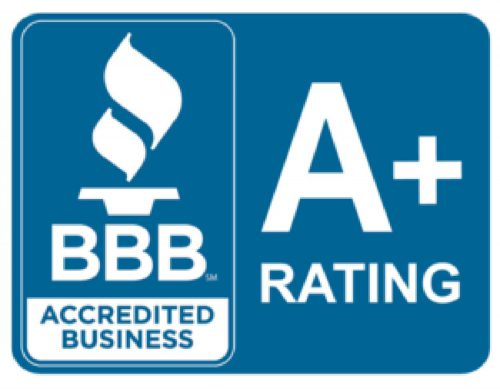 BBB
SM
ACCREDITED
BUSINESS
A+
RATING